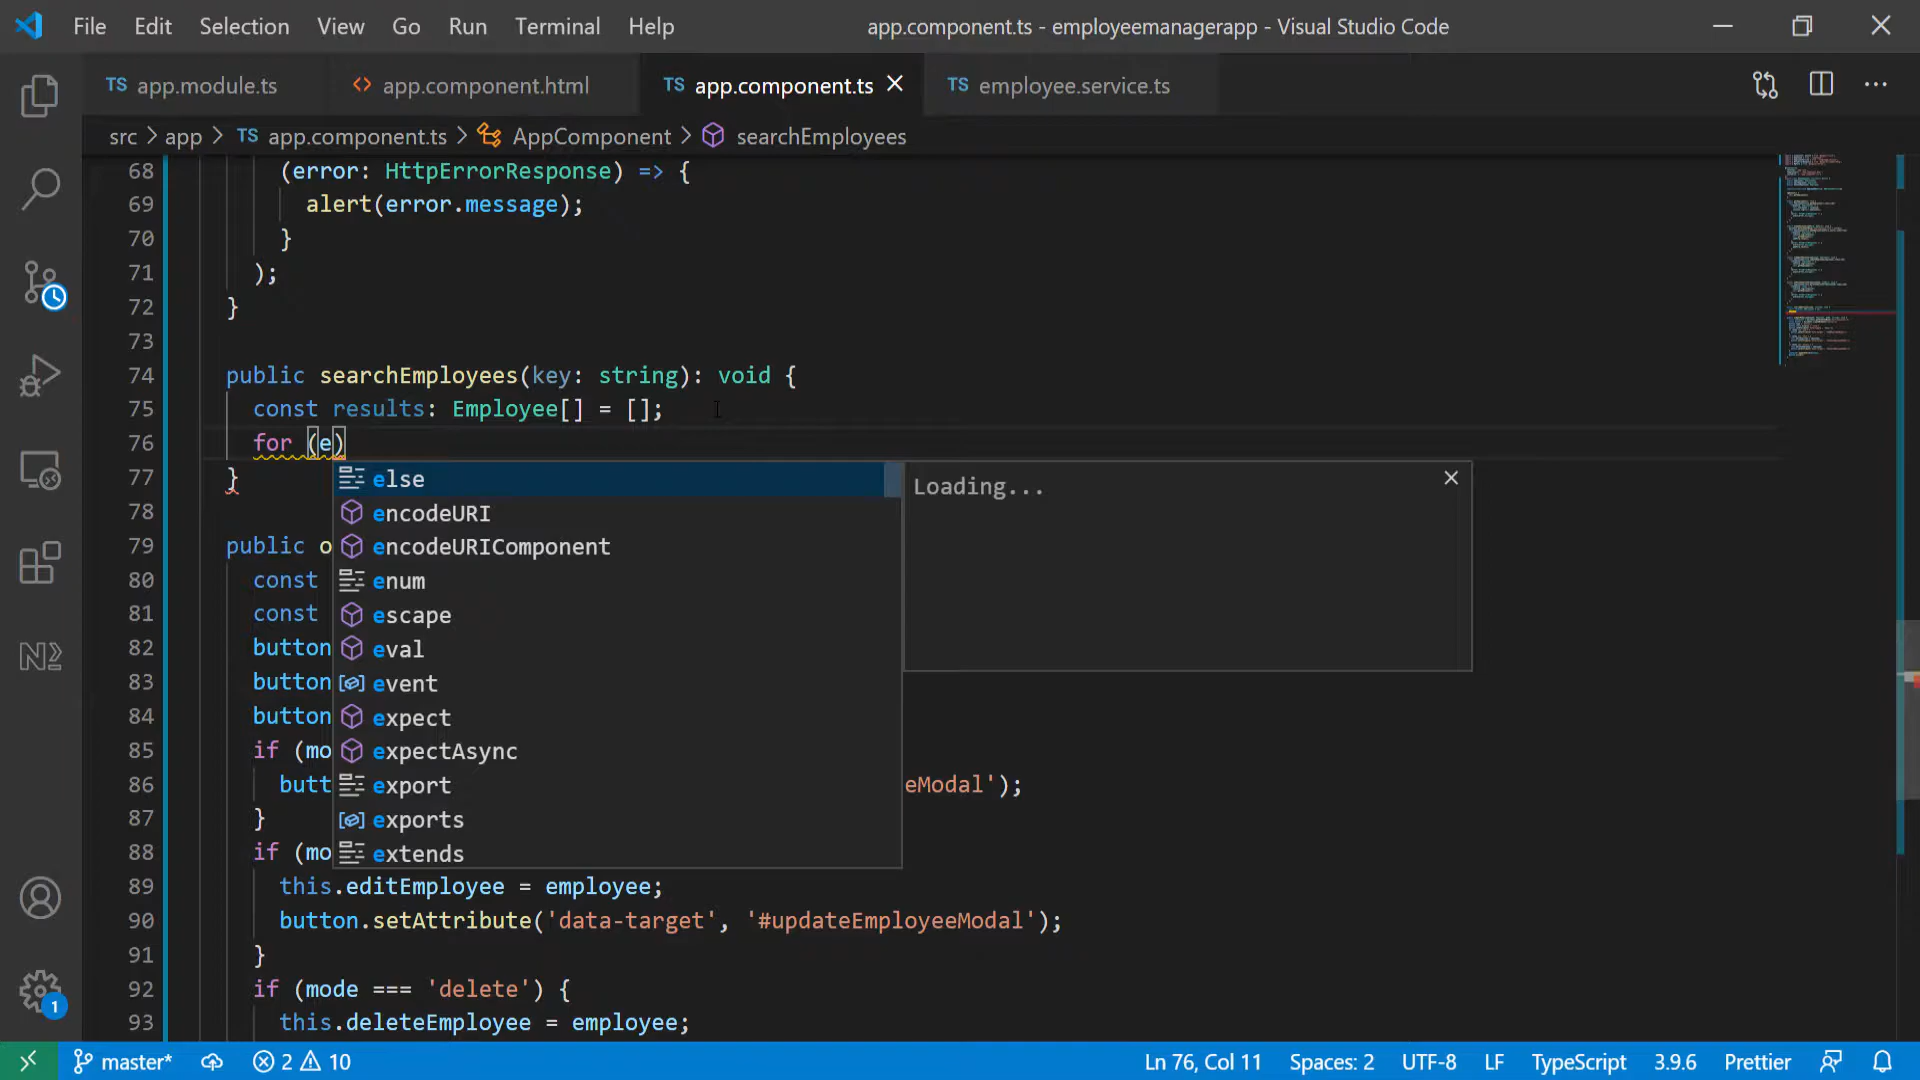 File Edit Selection View Go Run Terminal Help app.component.ts - employeemanagerapp - Visual Studio Code
TS app.module.ts <> app.component.html TS app.component.ts TS employee.service.ts
src > app > TS app.component.ts > AppComponent > searchEmployees
68 (error: HttpErrorResponse) => {
69 alert(error.message);
70 }
71 );
72 }
73
74 public searchEmployees(key: string): void {
75 const results: Employee[] = [];
76 for (e)
77 }
else
Loading...
78
encodeURI
79 public o
encodeURIComponent
80 const
enum
81 const
escape
82 button
eval
83 button
event
84 button
expect
85 if (mo
expectAsync
86 butt
export
eModal');
87 }
exports
88 if (mo
extends
89 this.editEmployee = employee;
90 button.setAttribute('data-target', '#updateEmployeeModal');
91 }
92 if (mode === 'delete') {
93 this.deleteEmployee = employee;
1
master* 2 10 Ln 76, Col 11 Spaces: 2 UTF-8 LF TypeScript 3.9.6 Prettier